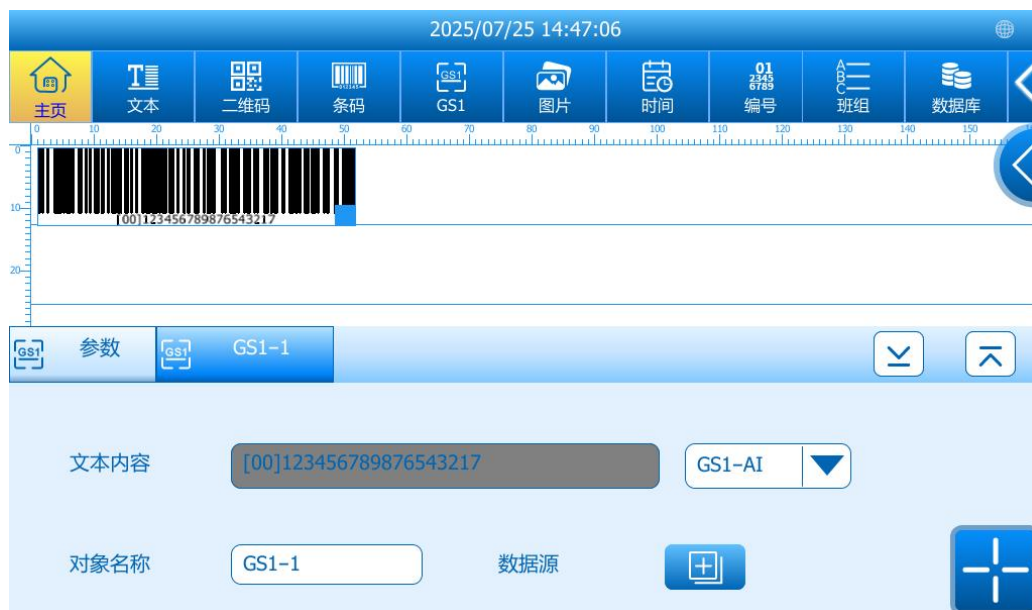 2025/07/25 14:47:06
主页 文本 二维码 条码 GS1 图片 时间 编号 班组 数据库
0 10 20 30 40 50 60 70 80 90 100 110 120 130 140 150
0
10
20
[00]123456789876543217
GS1 参数 GS1 GS1-1
文本内容 [00]123456789876543217 GS1-AI
对象名称 GS1-1 数据源